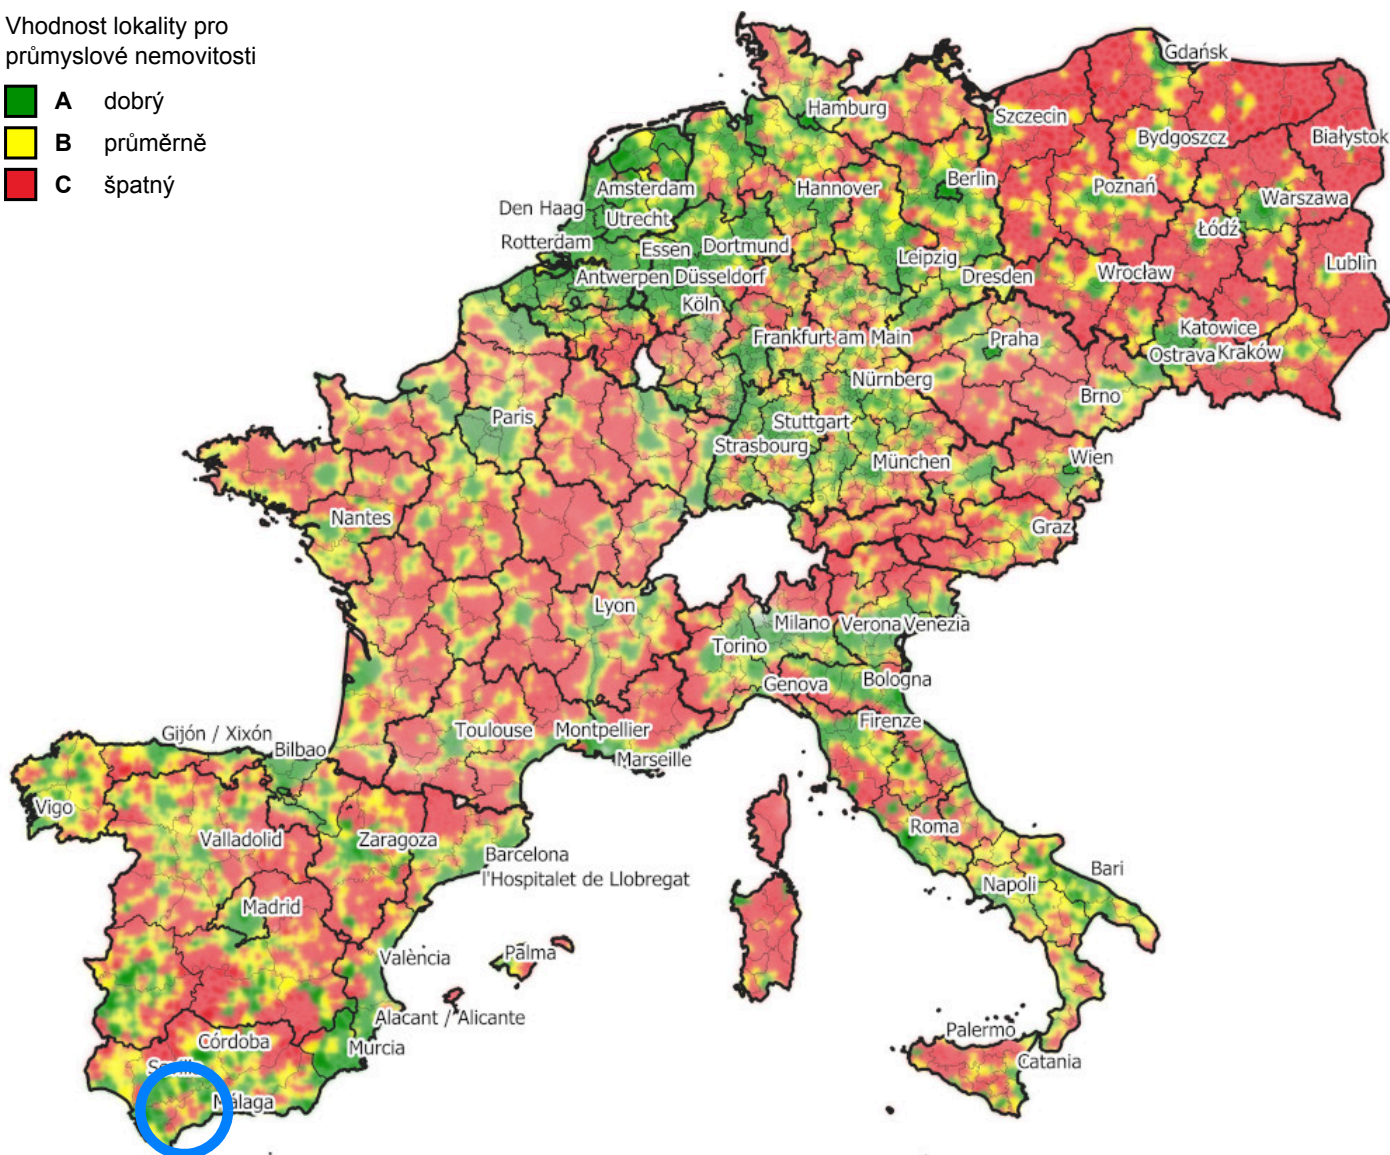 Vhodnost lokality pro
průmyslové nemovitosti
A dobrý
B průměrně
C špatný
Gdańsk
Hamburg
Szczecin
Bydgoszcz
Białystok
Amsterdam
Hannover
Berlin
Poznań
Warszawa
Den Haag
Utrecht
Łódź
Rotterdam
Essen
Dortmund
Leipzig
Lublin
Antwerpen
Düsseldorf
Dresden
Wrocław
Köln
Katowice
Frankfurt am Main
Praha
Ostrava
Kraków
Nürnberg
Brno
Paris
Stuttgart
Strasbourg
München
Wien
Nantes
Graz
Lyon
Milano
Verona
Venezia
Torino
Genova
Bologna
Firenze
Gijón / Xixón
Bilbao
Toulouse
Montpellier
Marseille
Vigo
Valladolid
Zaragoza
Roma
Barcelona
l'Hospitalet de Llobregat
Bari
Napoli
Madrid
València
Palma
Alacant / Alicante
Palermo
Córdoba
Murcia
Catania
Sevilla
Málaga